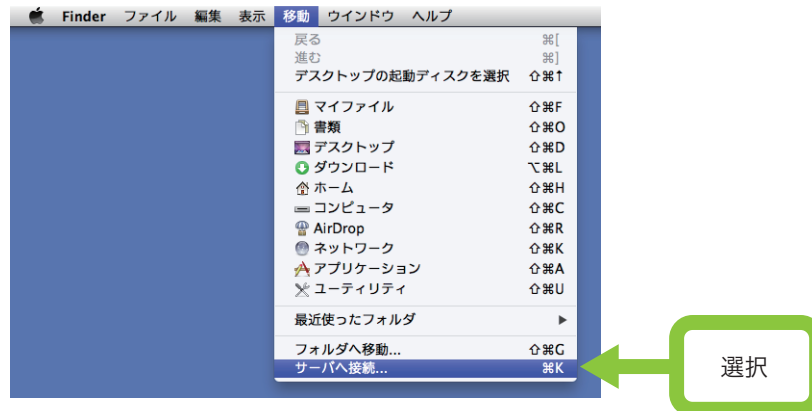 Finder ファイル 編集 表示 移動 ウインドウ ヘルプ
戻る ⌘[
進む ⌘]
デスクトップの起動ディスクを選択 ⇧⌘↑
マイファイル ⇧⌘F
書類 ⇧⌘O
デスクトップ ⇧⌘D
ダウンロード ⌥⌘L
ホーム ⇧⌘H
コンピュータ ⇧⌘C
AirDrop ⇧⌘R
ネットワーク ⇧⌘K
アプリケーション ⇧⌘A
ユーティリティ ⇧⌘U
最近使ったフォルダ ▶
フォルダへ移動... ⇧⌘G
サーバへ接続... ⌘K
選択